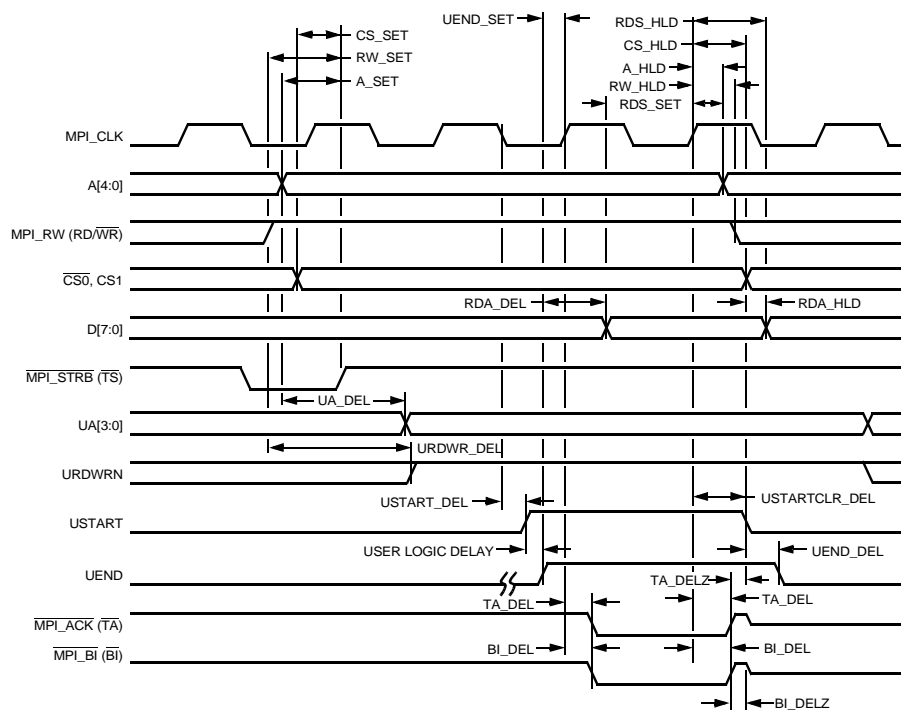 UEND_SET
RDS_HLD
CS_SET
CS_HLD
RW_SET
A_HLD
A_SET
RW_HLD
RDS_SET
MPI_CLK
A[4:0]
MPI_RW (RD/WR)
CS0, CS1
RDA_DEL
RDA_HLD
D[7:0]
MPI_STRB (TS)
UA_DEL
UA[3:0]
URDWR_DEL
URDWRN
USTART_DEL
USTARTCLR_DEL
USTART
USER LOGIC DELAY
UEND_DEL
UEND
TA_DELZ
TA_DEL
TA_DEL
MPI_ACK (TA)
BI_DEL
BI_DEL
MPI_BI (BI)
BI_DELZ